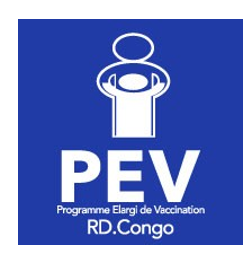 PEV
Programme Elargi de Vaccination
RD.Congo